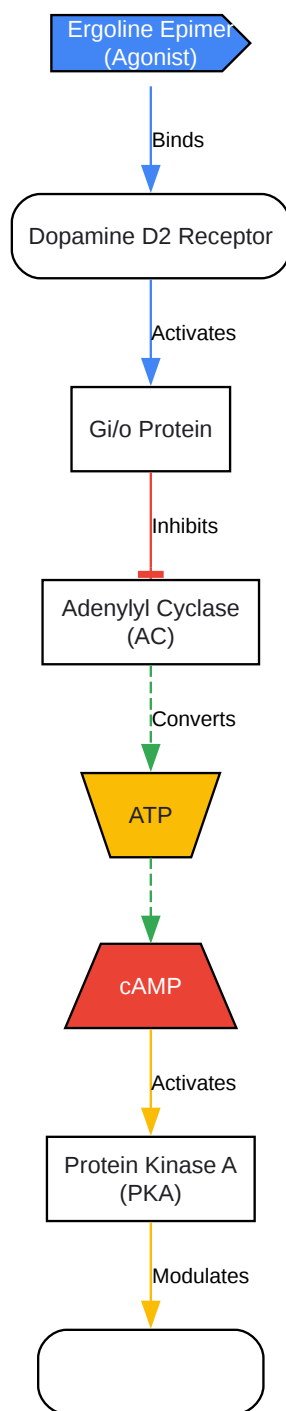 Ergoline Epimer
(Agonist)
Binds
Dopamine D2 Receptor
Activates
Gi/o Protein
Inhibits
Adenylyl Cyclase
(AC)
Converts
ATP
cAMP
Activates
Protein Kinase A
(PKA)
Modulates